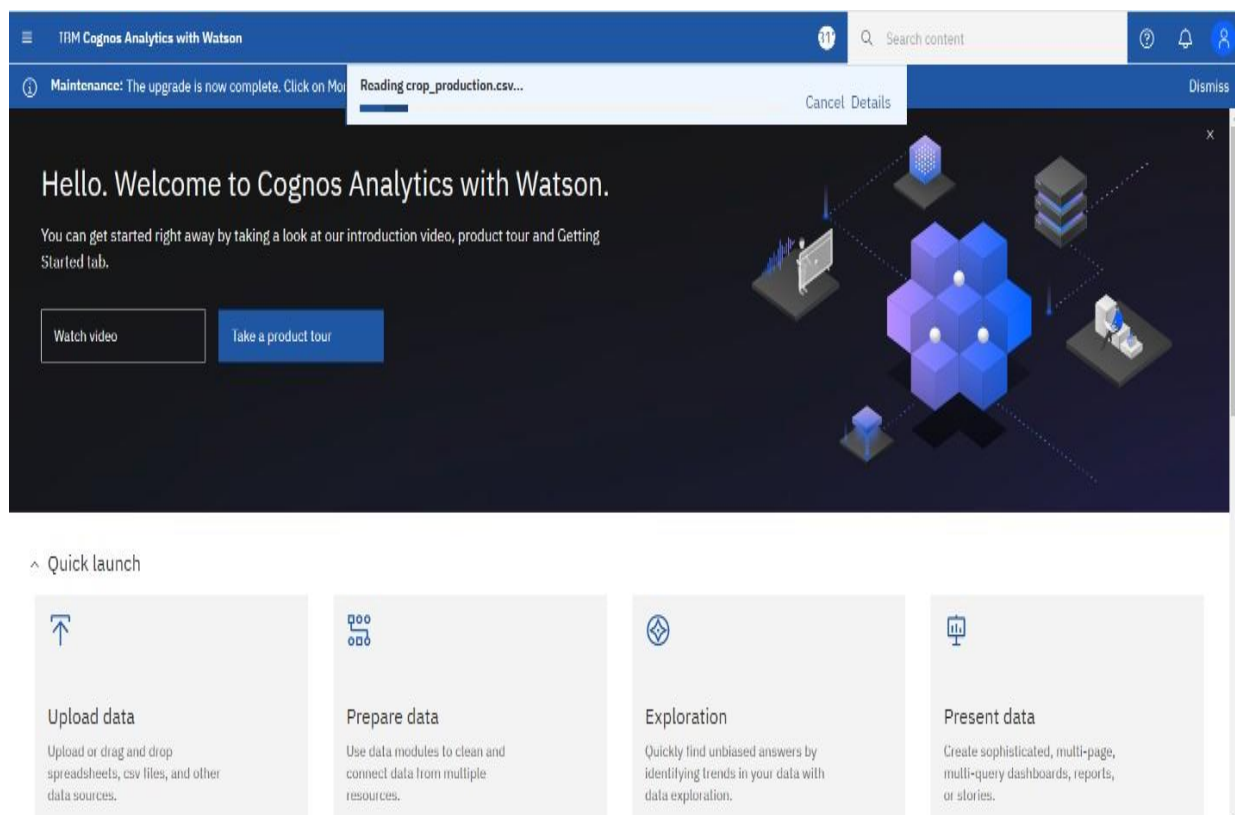 IBM Cognos Analytics with Watson
Search content
Maintenance: The upgrade is now complete. Click on
Reading crop_production.csv...
Cancel Details
Dismiss
Hello. Welcome to Cognos Analytics with Watson.
You can get started right away by taking a look at our introduction video, product tour and Getting
Started tab.
Watch video
Take a product tour
Quick launch
Upload data
Upload or drag and drop
spreadsheets, csv files, and other
data sources.
Prepare data
Use data modules to clean and
connect data from multiple
resources.
Exploration
Quickly find unbiased answers by
identifying trends in your data with
data exploration.
Present data
Create sophisticated, multi-page,
multi-query dashboards, reports,
or stories.